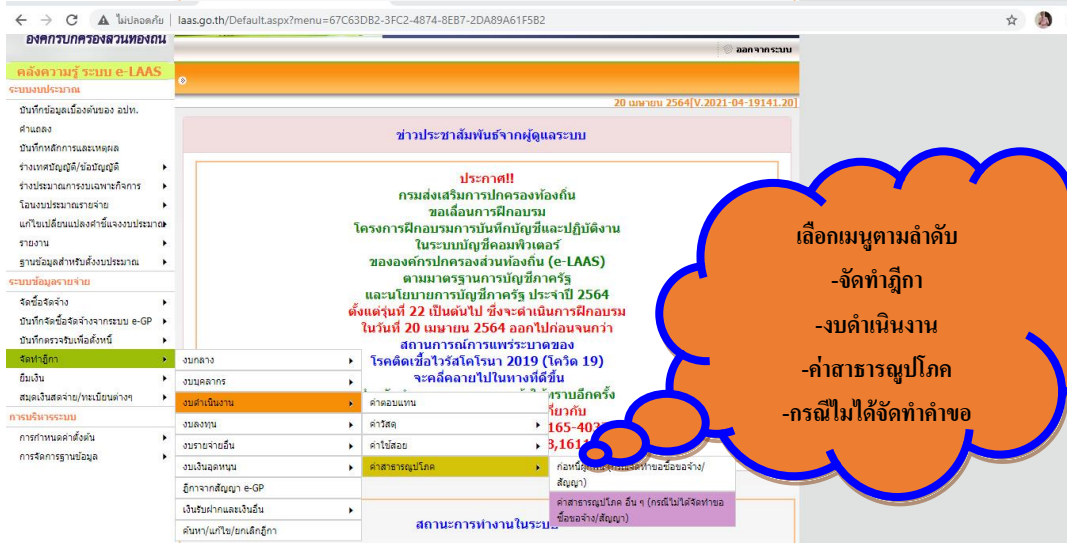 ไม่ปลอดภัย | laas.go.th/Default.aspx?menu=67C63DB2-3FC2-4874-8EB7-2DA89A61F5B2
องค์กรปกครองส่วนท้องถิ่น
ออกจากระบบ
คลังความรู้ ระบบ e-LAAS
ระบบงบประมาณ
บันทึกข้อมูลเบื้องต้นของ อปท.
คำแถลง
บันทึกหลักการและเหตุผล
ร่างเทศบัญญัติ/ข้อบัญญัติ
ร่างประมาณการงบเฉพาะกิจการ
โอนงบประมาณรายจ่าย
แก้ไขเปลี่ยนแปลงคำชี้แจงงบประมาณ
รายงาน
ฐานข้อมูลสำหรับตั้งงบประมาณ
ระบบข้อมูลรายจ่าย
จัดซื้อจัดจ้าง
บันทึกจัดซื้อจัดจ้างจากระบบ e-GP
บันทึกตรวจรับเพื่อตั้งหนี้
จัดทำฎีกา
ยืมเงิน
สมุดเงินสดจ่าย/ทะเบียนต่างๆ
การบริหารระบบ
การกำหนดค่าตั้งต้น
การจัดการฐานข้อมูล
20 เมษายน 2564[V.2021-04-19141.20]
ข่าวประชาสัมพันธ์จากผู้ดูแลระบบ
ประกาศ!!
กรมส่งเสริมการปกครองท้องถิ่น
ขอเลื่อนการฝึกอบรม
โครงการฝึกอบรมการบันทึกบัญชีและปฏิบัติงาน
ในระบบบัญชีคอมพิวเตอร์
ขององค์กรปกครองส่วนท้องถิ่น (e-LAAS)
ตามมาตรฐานการบัญชีภาครัฐ
และนโยบายการบัญชีภาครัฐ ประจำปี 2564
ตั้งแต่รุ่นที่ 22 เป็นต้นไป ซึ่งจะดำเนินการฝึกอบรม
ในวันที่ 20 เมษายน 2564 ออกไปก่อนจนกว่า
สถานการณ์การแพร่ระบาดของ
โรคติดเชื้อไวรัสโคโรนา 2019 (โควิด 19)
จะคลี่คลายไปในทางที่ดีขึ้น
ทราบอีกครั้ง
165-403
3,1611
งบกลาง
งบบุคลากร
งบดำเนินงาน
งบลงทุน
งบรายจ่ายอื่น
งบเงินอุดหนุน
ฎีกาจากสัญญา e-GP
เงินรับฝากและเงินอื่น
ค้นหา/แก้ไข/ยกเลิกฎีกา
ค่าตอบแทน
ค่าวัสดุ
ค่าใช้สอย
ค่าสาธารณูปโภค
ก่อหนี้ผูกพัน (กรณีจัดทำขอซื้อขอจ้าง/
สัญญา)
ค่าสาธารณูปโภค อื่น ๆ (กรณีไม่ได้จัดทำขอ
ซื้อขอจ้าง/สัญญา)
สถานะการทำงานในระบบ
เลือกเมนูตามลำดับ
-จัดทำฎีกา
-งบดำเนินงาน
-ค่าสาธารณูปโภค
-กรณีไม่ได้จัดทำคำขอ